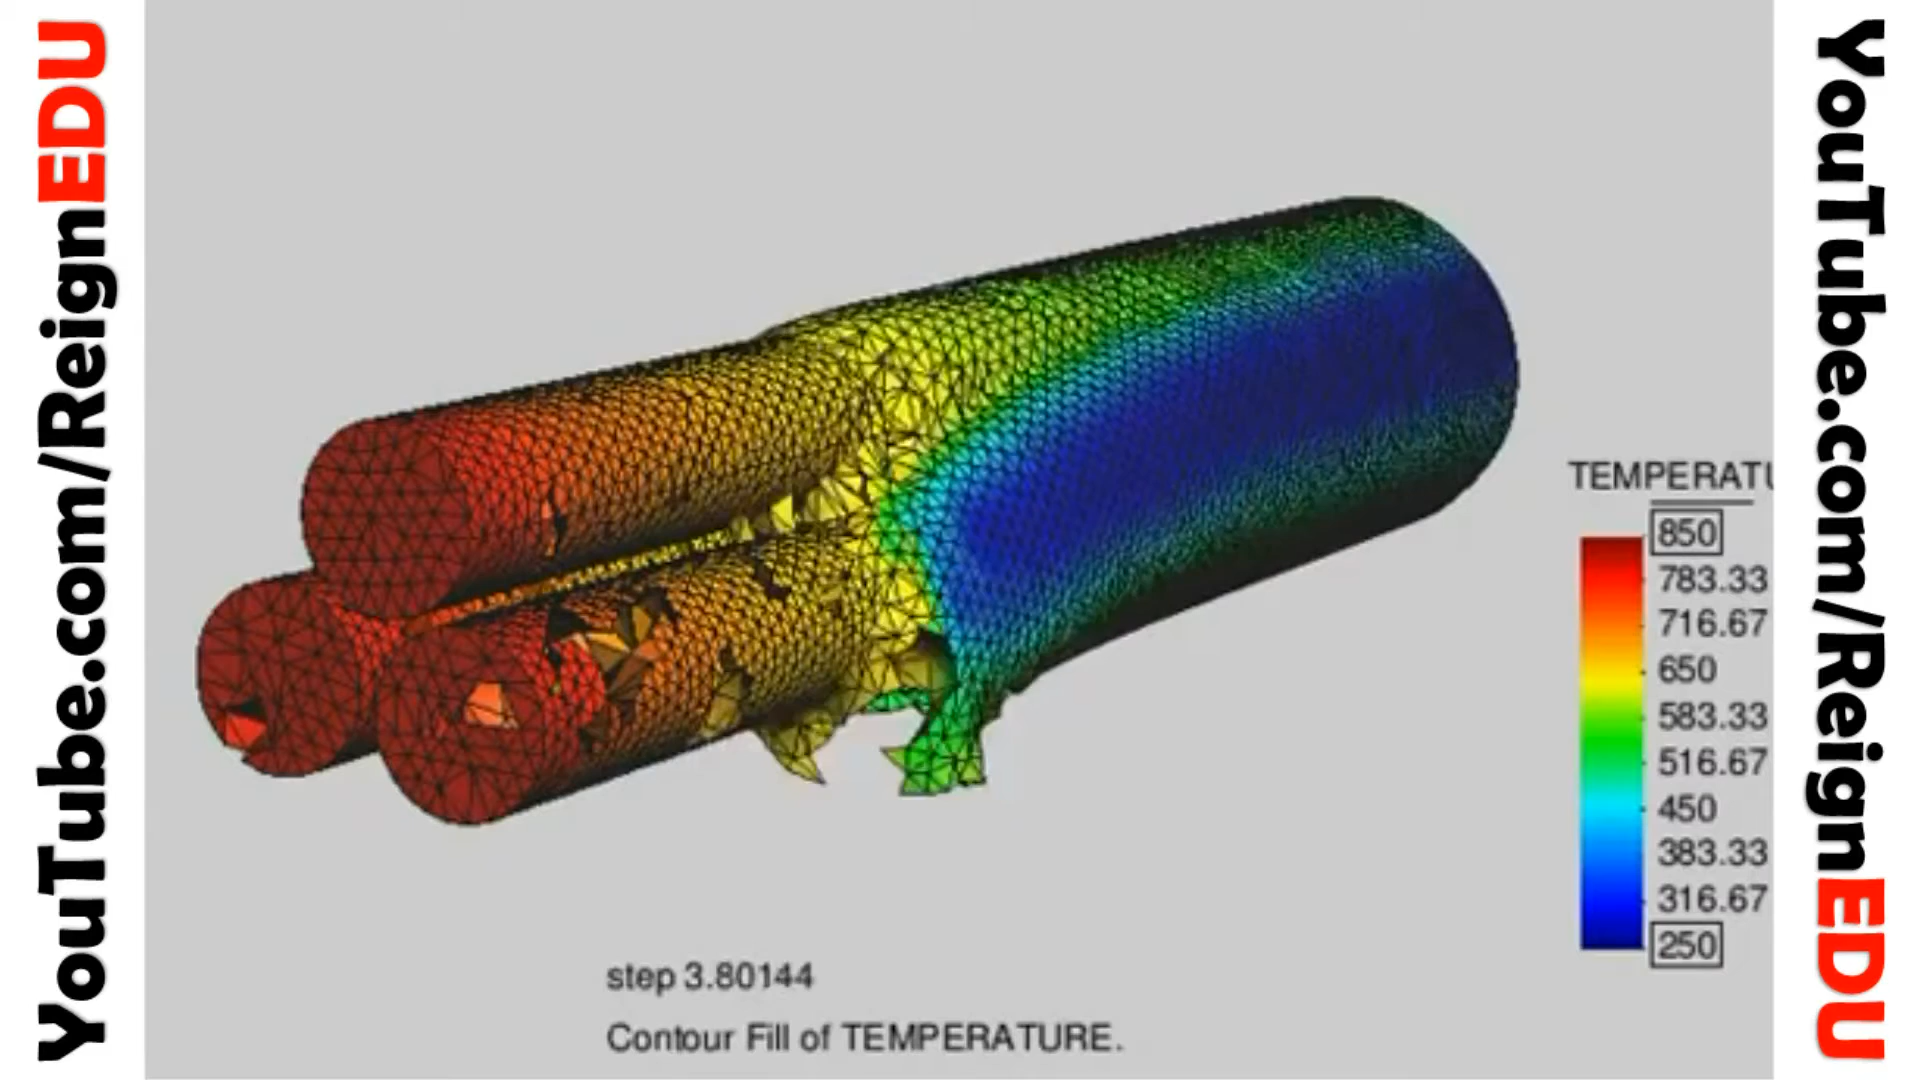 YouTube.com/ReignEDU
TEMPERATU
850
783.33
716.67
650
583.33
516.67
450
383.33
316.67
250
step 3.80144
Contour Fill of TEMPERATURE.
YouTube.com/ReignEDU